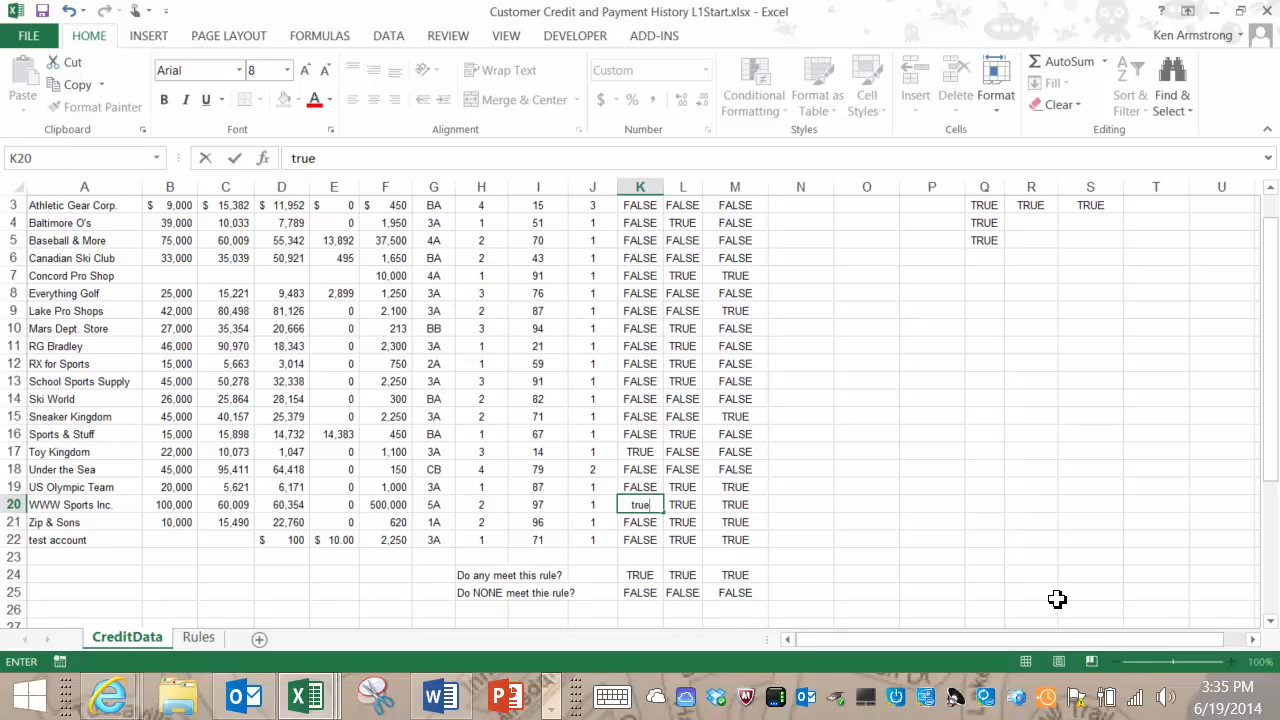 Customer Credit and Payment History L1Start.xlsx - Excel
?
FILE HOME INSERT PAGE LAYOUT FORMULAS DATA REVIEW VIEW DEVELOPER ADD-INS Ken Armstrong
Paste Cut Copy Format Painter Clipboard
Arial 8 B I U A Font
Wrap Text Merge & Center Alignment
Custom $ % , Number
Conditional Formatting Format as Table Cell Styles Styles
Insert Delete Format Cells
AutoSum Fill Clear Sort & Filter Find & Select Editing
K20 fx true
A B C D E F G H I J K L M N O P Q R S T U
3 Athletic Gear Corp. $ 9,000 $ 15,382 $ 11,952 $ 0 $ 450 BA 4 15 3 FALSE FALSE FALSE TRUE TRUE TRUE
4 Baltimore O's 39,000 10,033 7,789 0 1,950 3A 1 51 1 FALSE TRUE FALSE TRUE
5 Baseball & More 75,000 60,009 55,342 13,892 37,500 4A 2 70 1 FALSE FALSE FALSE TRUE
6 Canadian Ski Club 33,000 35,039 50,921 495 1,650 BA 2 43 1 FALSE FALSE FALSE
7 Concord Pro Shop 10,000 4A 1 91 1 FALSE TRUE TRUE
8 Everything Golf 25,000 15,221 9,483 2,899 1,250 3A 3 76 1 FALSE FALSE FALSE
9 Lake Pro Shops 42,000 80,498 81,126 0 2,100 3A 2 87 1 FALSE FALSE TRUE
10 Mars Dept. Store 27,000 35,354 20,666 0 213 BB 3 94 1 FALSE TRUE FALSE
11 RG Bradley 46,000 90,970 18,343 0 2,300 3A 1 21 1 FALSE TRUE FALSE
12 RX for Sports 15,000 5,663 3,014 0 750 2A 1 59 1 FALSE TRUE FALSE
13 School Sports Supply 45,000 50,278 32,338 0 2,250 3A 3 91 1 FALSE TRUE FALSE
14 Ski World 26,000 25,864 28,154 0 300 BA 2 82 1 FALSE FALSE FALSE
15 Sneaker Kingdom 45,000 40,157 25,379 0 2,250 3A 2 71 1 FALSE FALSE TRUE
16 Sports & Stuff 15,000 15,898 14,732 14,383 450 BA 1 67 1 FALSE TRUE FALSE
17 Toy Kingdom 22,000 10,073 1,047 0 1,100 3A 3 14 1 TRUE FALSE FALSE
18 Under the Sea 45,000 95,411 64,418 0 150 CB 4 79 2 FALSE FALSE FALSE
19 US Olympic Team 20,000 5,621 6,171 0 1,000 3A 1 87 1 FALSE TRUE TRUE
20 WWW Sports Inc. 100,000 60,009 60,354 0 500,000 5A 2 97 1 true TRUE TRUE
21 Zip & Sons 10,000 15,490 22,760 0 620 1A 2 96 1 FALSE TRUE TRUE
22 test account $ 100 $ 10.00 2,250 3A 1 71 1 FALSE TRUE TRUE
23
24 Do any meet this rule? TRUE TRUE TRUE
25 Do NONE meet thie rule? FALSE FALSE FALSE
26
27
CreditData Rules
ENTER 100%
3:35 PM
6/19/2014